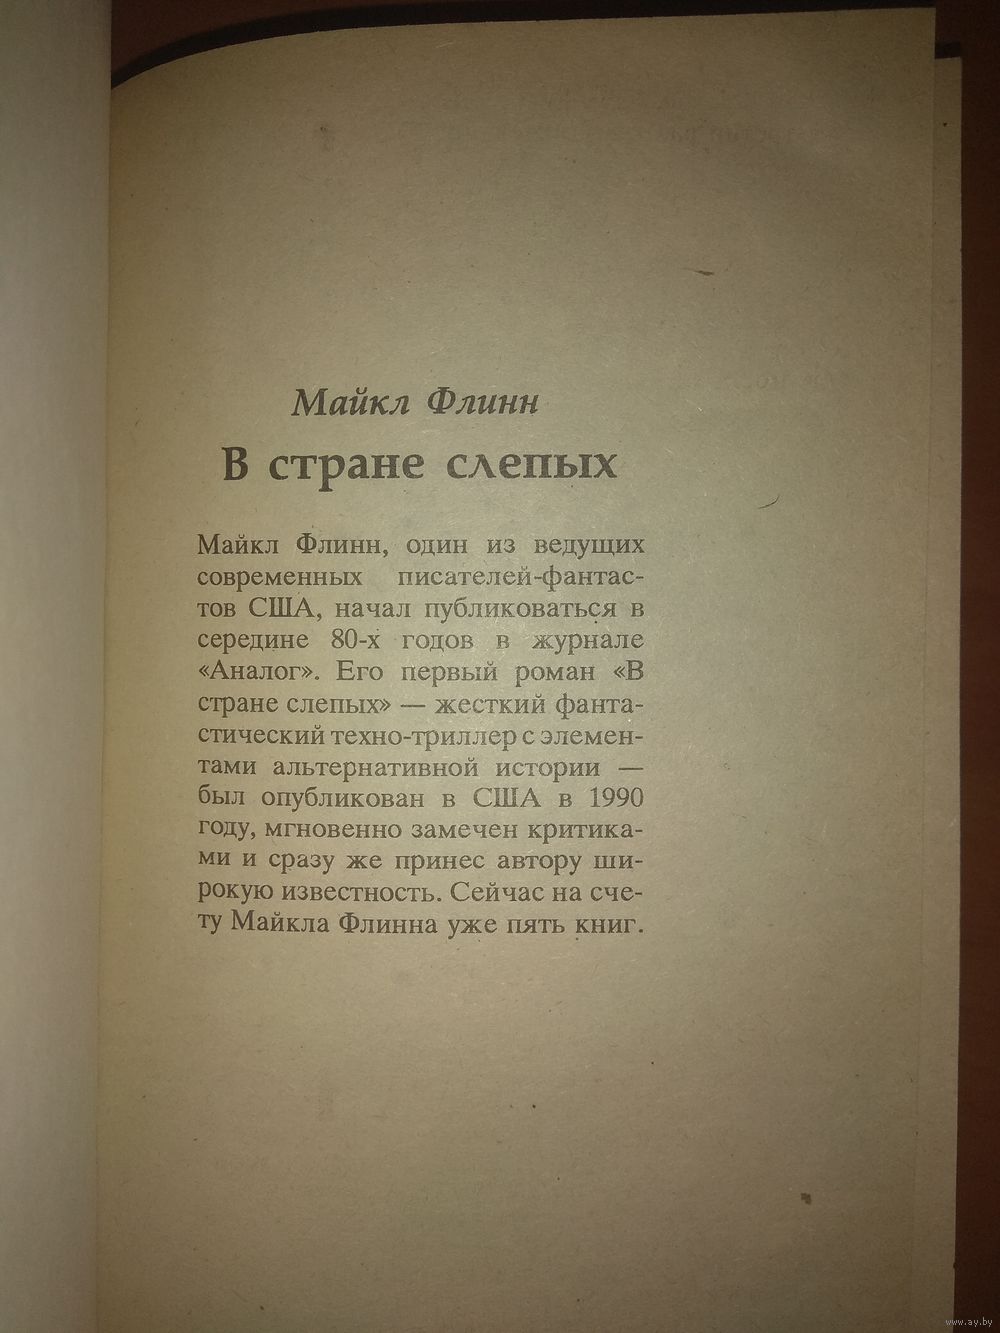 Майкл Флинн
В стране слепых
Майкл Флинн, один из ведущих
современных писателей-фантас-
тов США, начал публиковаться в
середине 80-х годов в журнале
«Аналог». Его первый роман «В
стране слепых» — жесткий фанта-
стический техно-триллер с элемен-
тами альтернативной истории —
был опубликован в США в 1990
году, мгновенно замечен критика-
ми и сразу же принес автору ши-
рокую известность. Сейчас на сче-
ту Майкла Флинна уже пять книг.
www.ay.by